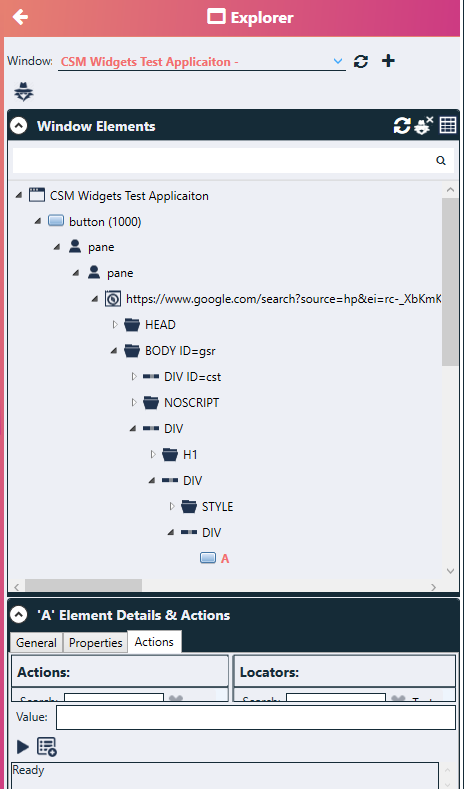 Explorer
Window: CSM Widgets Test Applicaiton -
Window Elements
CSM Widgets Test Applicaiton
button (1000)
pane
pane
https://www.google.com/search?source=hp&ei=rc-_XbKmK
HEAD
BODY ID=gsr
DIV ID=cst
NOSCRIPT
DIV
H1
DIV
STYLE
DIV
A
'A' Element Details & Actions
General Properties Actions
Actions: Locators:
Search: Search:
Value:
Ready